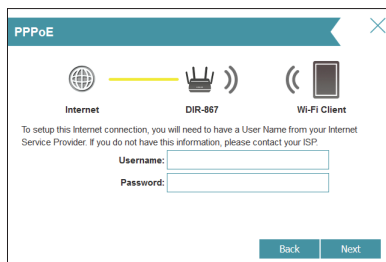 PPPoE
Internet
DIR-867
Wi-Fi Client
To setup this Internet connection, you will need to have a User Name from your Internet
Service Provider. If you do not have this information, please contact your ISP.
Username:
Password:
Back
Next